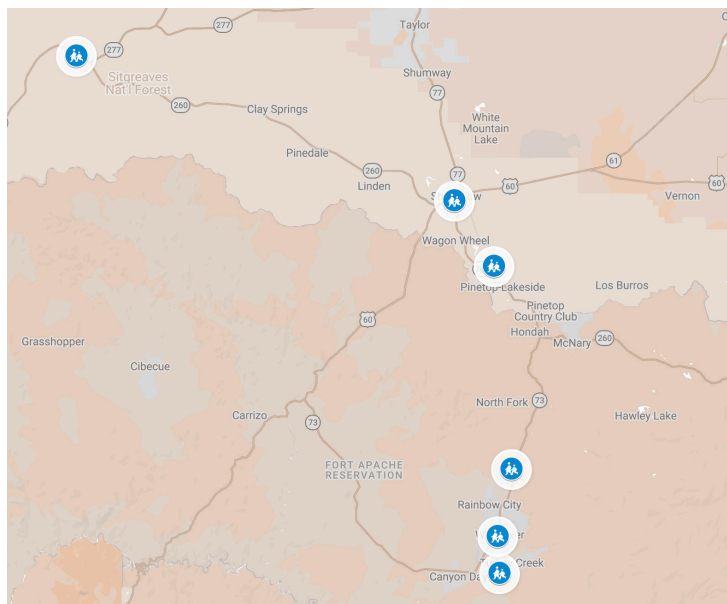 277
Taylor
277
Shumway
Sitgreaves
Nat'l Forest
77
260
Clay Springs
White
Mountain
Lake
Pinedale
61
260
77
Linden
60
60
Vernon
Wagon Wheel
Pinetop-Lakeside
Los Burros
Pinetop
Country Club
60
Hondah
Grasshopper
McNary
260
Cibecue
North Fork
73
Carrizo
73
Hawley Lake
FORT APACHE
RESERVATION
Rainbow City
Canyon Day
Creek